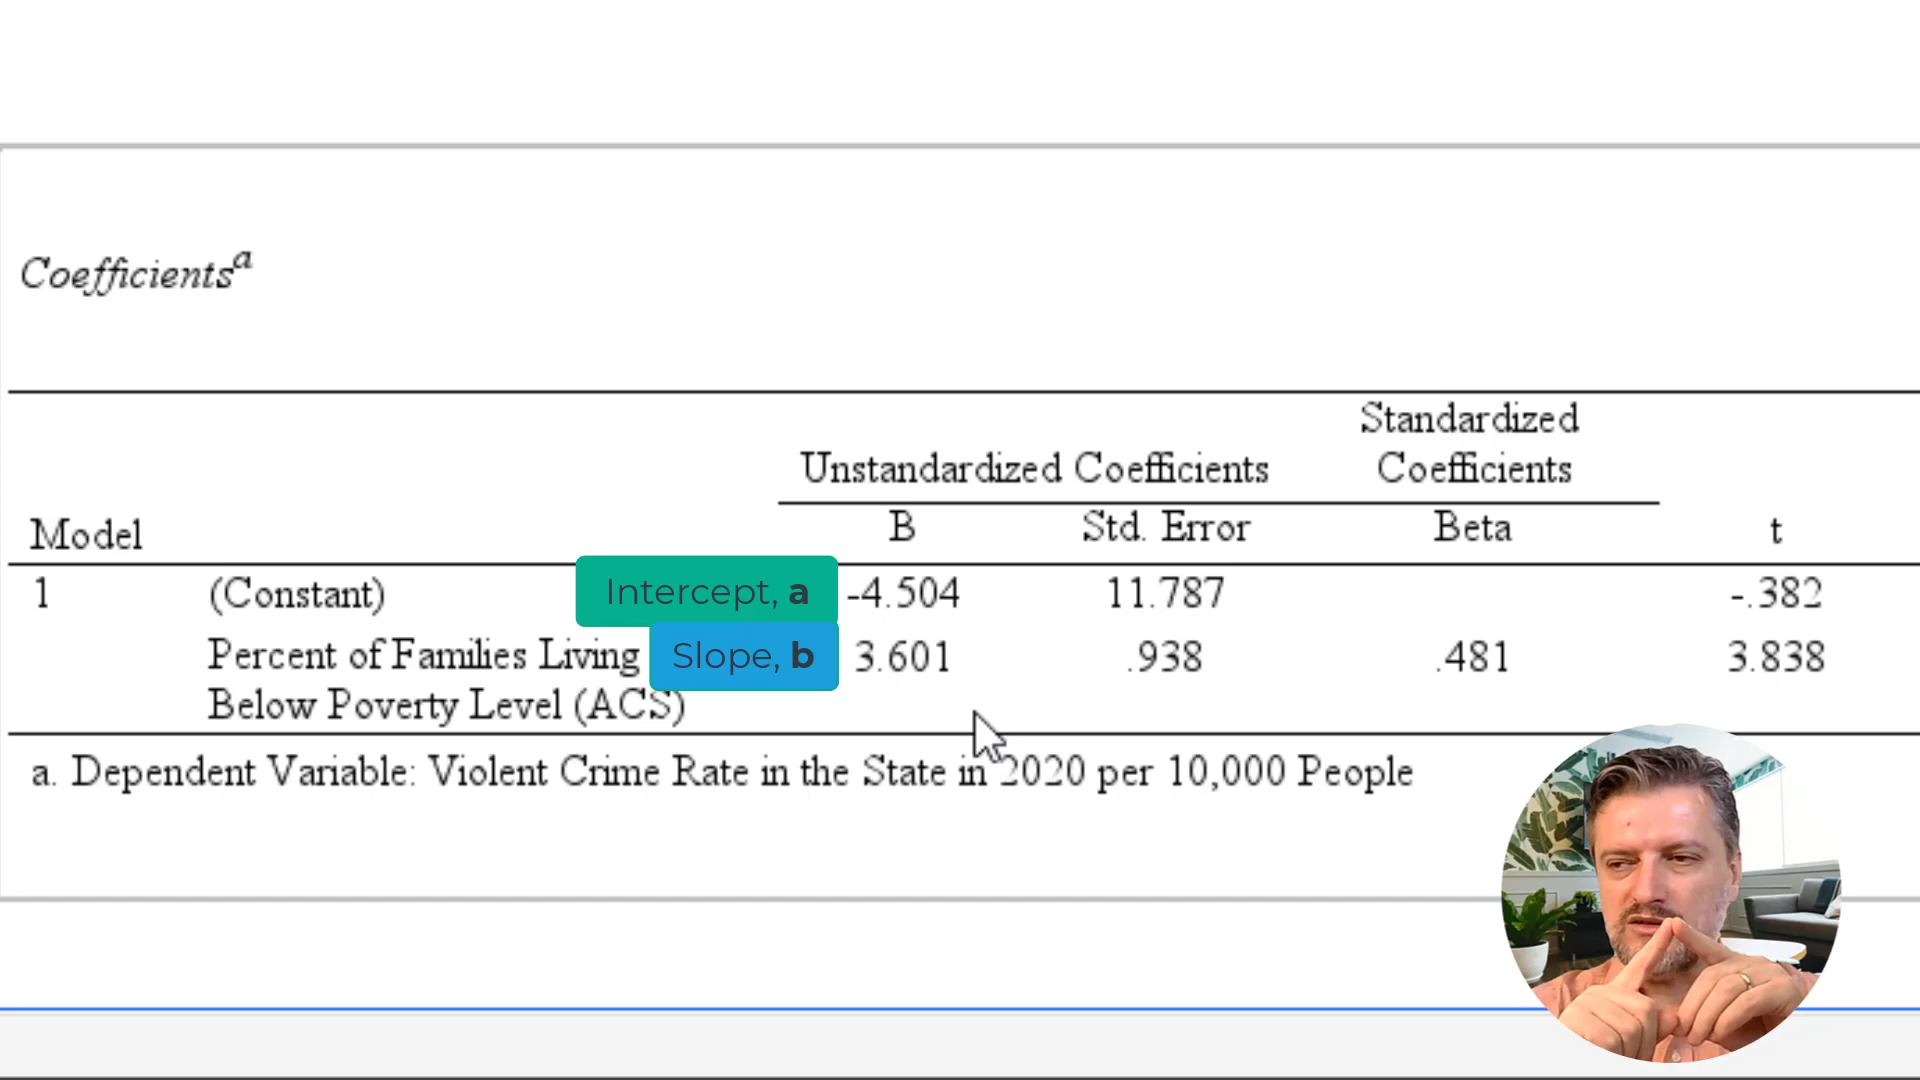 Coefficientsa
Standardized
Unstandardized Coefficients Coefficients
Model B Std. Error Beta t
1 (Constant) Intercept, a -4.504 11.787 -.382
Percent of Families Living Slope, b 3.601 .938 .481 3.838
Below Poverty Level (ACS)
a. Dependent Variable: Violent Crime Rate in the State in 2020 per 10,000 People